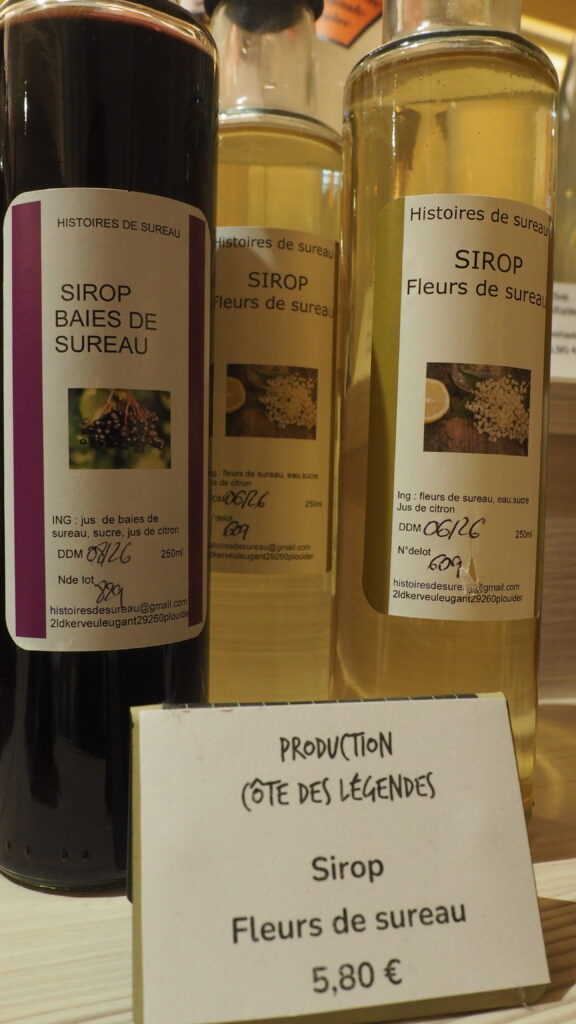 HISTOIRES DE SUREAU
SIROP
BAIES DE
SUREAU
ING : jus de baies de
sureau, sucre, jus de citron
DDM 08/26 250ml
Nde lot
histoiresdesureau@gmail.com
2ldkerveuleugant29260plouider
Histoires de sureau
SIROP
Fleurs de sureau
ing : fleurs de sureau, eau,sucre
Jus de citron
DDM 06/26 250ml
N°delot
609
histoiresdesureau@gmail.com
2ldkerveuleugant29260plouider
Histoires de sureau
SIROP
Fleurs de sureau
Ing : fleurs de sureau, eau,sucre
Jus de citron
DDM 06/26 250ml
N°delot
609
histoiresdesureau@gmail.com
2ldkerveuleugant29260plouider
PRODUCTION
CÔTE DES LÉGENDES
Sirop
Fleurs de sureau
5,80 €